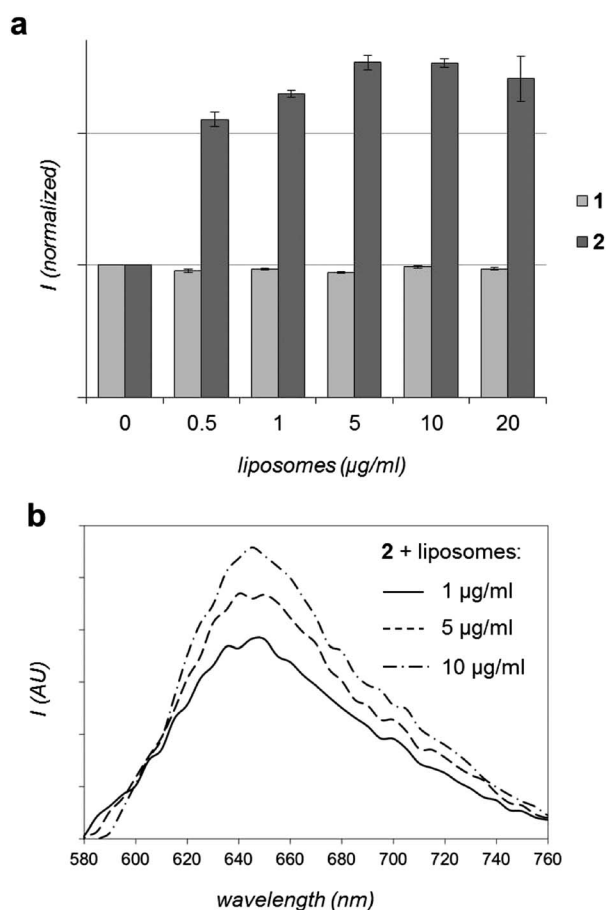 a
I (normalized)
1
2
0 0.5 1 5 10 20
liposomes (µg/ml)
b
2 + liposomes:
1 µg/ml
5 µg/ml
10 µg/ml
I (AU)
580 600 620 640 660 680 700 720 740 760
wavelength (nm)